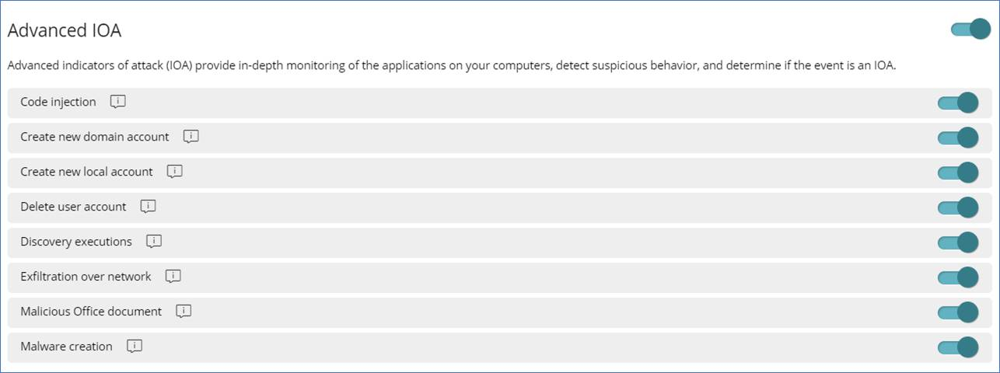 Advanced IOA
Advanced indicators of attack (IOA) provide in-depth monitoring of the applications on your computers, detect suspicious behavior, and determine if the event is an IOA.
Code injection
Create new domain account
Create new local account
Delete user account
Discovery executions
Exfiltration over network
Malicious Office document
Malware creation